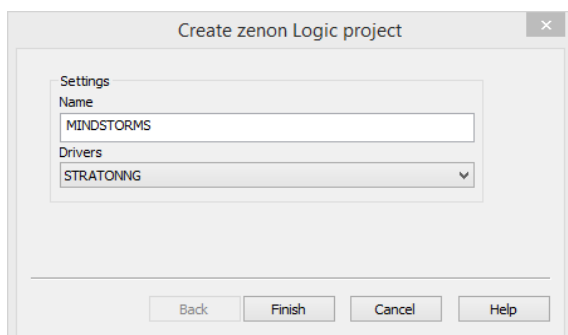 Create zenon Logic project
Settings
Name
MINDSTORMS
Drivers
STRATONNG
Back Finish Cancel Help